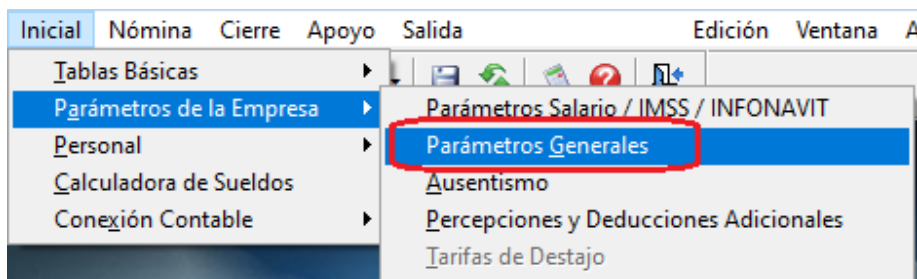 Inicial Nómina Cierre Apoyo Salida Edición Ventana
Tablas Básicas
Parámetros de la Empresa
Personal
Calculadora de Sueldos
Conexión Contable
Parámetros Salario / IMSS / INFONAVIT
Parámetros Generales
Ausentismo
Percepciones y Deducciones Adicionales
Tarifas de Destajo